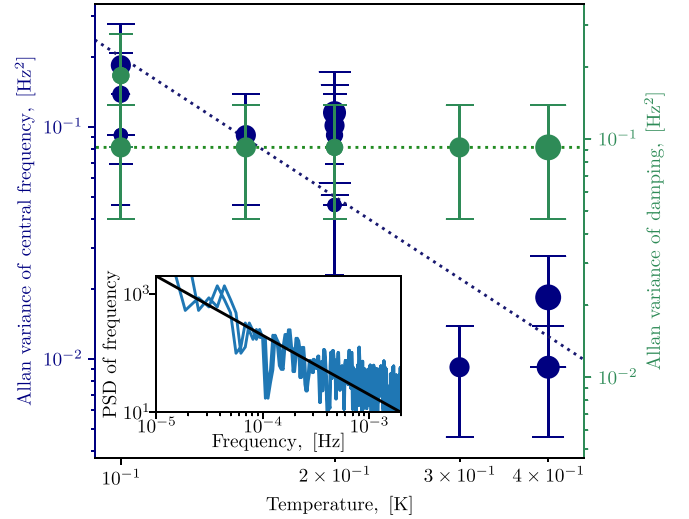 Allan variance of central frequency, [Hz²]
10⁻¹
10⁻²
10⁻¹
10⁻²
Allan variance of damping, [Hz²]
PSD of frequency
10³
10¹
10⁻⁵
10⁻⁴
10⁻³
Frequency, [Hz]
10⁻¹
2 × 10⁻¹
3 × 10⁻¹
4 × 10⁻¹
Temperature, [K]